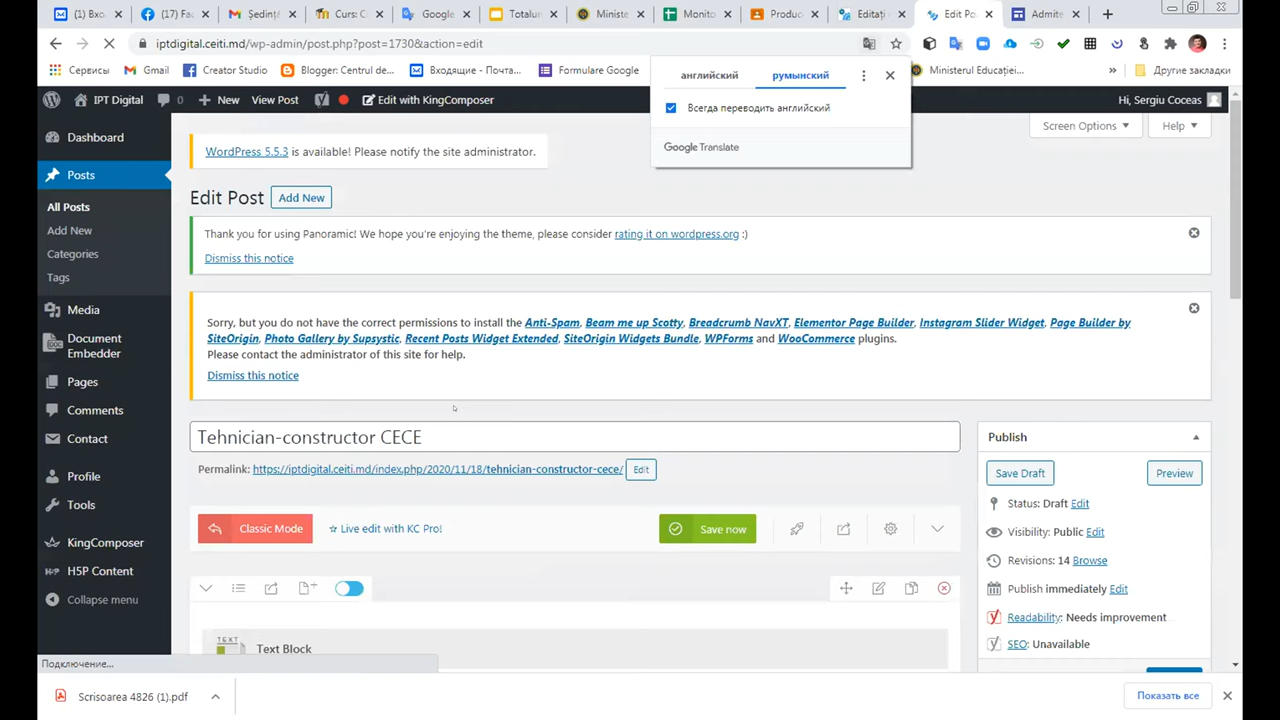 (1) Вхо
(17) Fac
Ședinț
Curs: C
Google
Totalur
Ministe
Monito
Produc
Editați
Edit Po
Admite
iptdigital.ceiti.md/wp-admin/post.php?post=1730&action=edit
Сервисы
Gmail
Creator Studio
Blogger: Centrul de...
Входящие - Почта...
Formulare Google
Ministerul Educației...
»
Другие закладки
английский
румынский
Всегда переводить английский
Google Translate
IPT Digital
0
New
View Post
Edit with KingComposer
Hi, Sergiu Coceas
Screen Options
Help
Dashboard
Posts
All Posts
Add New
Categories
Tags
Media
Document
Embedder
Pages
Comments
Contact
Profile
Tools
KingComposer
H5P Content
Collapse menu
WordPress 5.5.3 is available! Please notify the site administrator.
Edit Post
Add New
Thank you for using Panoramic! We hope you're enjoying the theme, please consider rating it on wordpress.org :)
Dismiss this notice
Sorry, but you do not have the correct permissions to install the Anti-Spam, Beam me up Scotty, Breadcrumb NavXT, Elementor Page Builder, Instagram Slider Widget, Page Builder by
SiteOrigin, Photo Gallery by Supsystic, Recent Posts Widget Extended, SiteOrigin Widgets Bundle, WPForms and WooCommerce plugins.
Please contact the administrator of this site for help.
Dismiss this notice
Tehnician-constructor CECE
Permalink: https://iptdigital.ceiti.md/index.php/2020/11/18/tehnician-constructor-cece/ Edit
Classic Mode
☆ Live edit with KC Pro!
Save now
TEXT
Text Block
Publish
Save Draft
Preview
Status: Draft Edit
Visibility: Public Edit
Revisions: 14 Browse
Publish immediately Edit
Readability: Needs improvement
SEO: Unavailable
Подключение...
Scrisoarea 4826 (1).pdf
Показать все